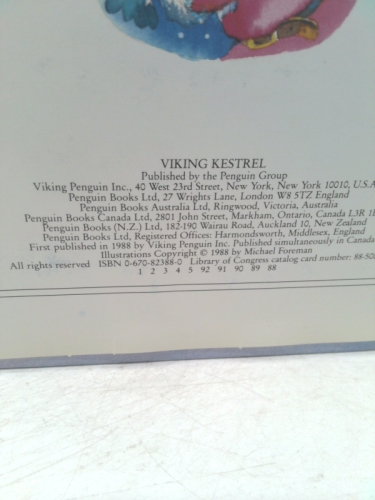 VIKING KESTREL
Published by the Penguin Group
Viking Penguin Inc., 40 West 23rd Street, New York, New York 10010, U.S.A
Penguin Books Ltd, 27 Wrights Lane, London W8 5TZ England
Penguin Books Australia Ltd, Ringwood, Victoria, Australia
Penguin Books Canada Ltd, 2801 John Street, Markham, Ontario, Canada L3R
Penguin Books (N.Z.) Ltd, 182-190 Wairau Road, Auckland 10, New Zealand
Penguin Books Ltd, Registered Offices: Harmondsworth, Middlesex, England
First published in 1988 by Viking Penguin Inc. Published simultaneously in Canada
Illustrations Copyright © 1988 by Michael Foreman
All rights reserved ISBN 0-670-82388-0 Library of Congress catalog card number:
1 2 3 4 5 92 91 90 89 88